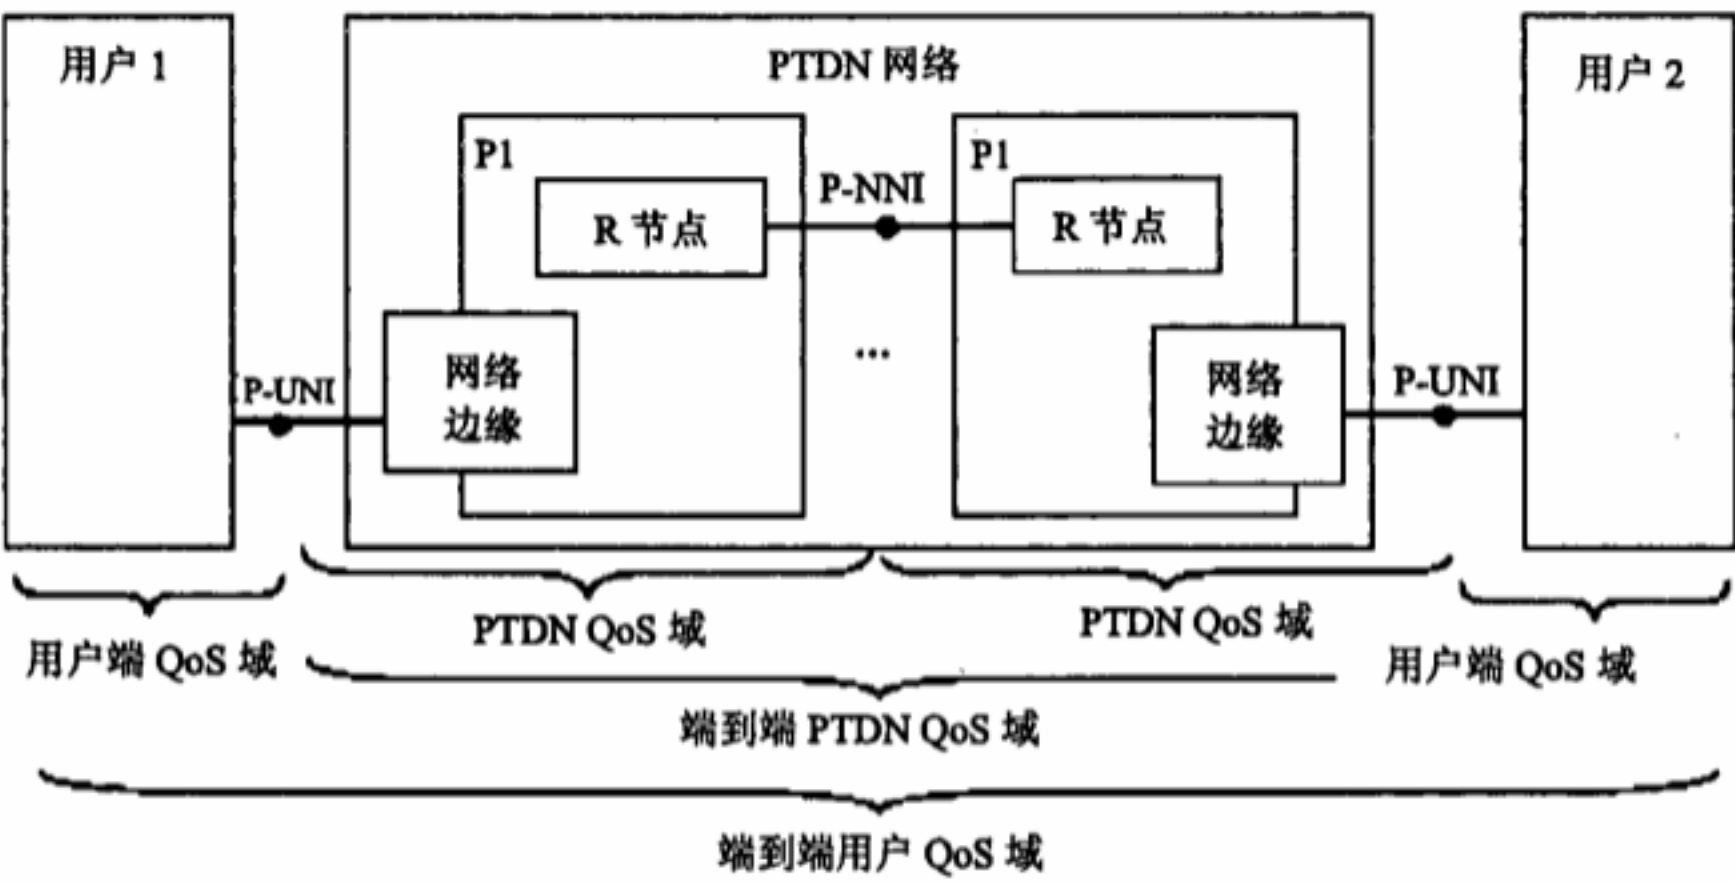 用户 1
PTDN 网络
用户 2
P1
P-NNI
P1
R 节点
R 节点
P-UNI
网络
边缘
...
网络
边缘
P-UNI
PTDN QoS 域
PTDN QoS 域
用户端 QoS 域
用户端 QoS 域
端到端 PTDN QoS 域
端到端用户 QoS 域